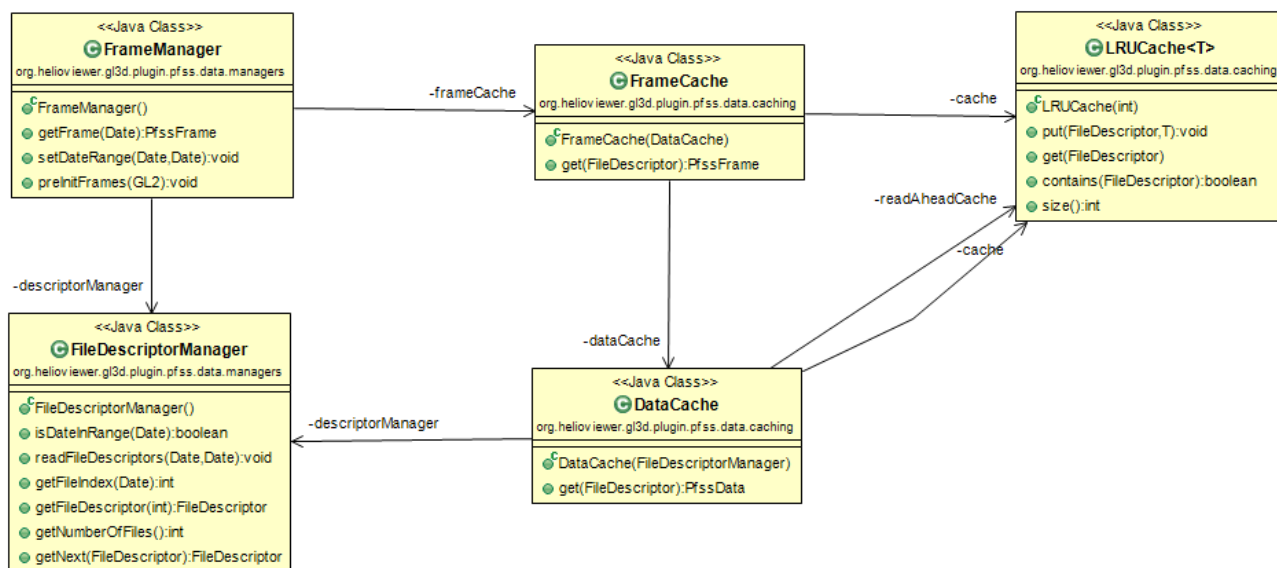 <<Java Class>>
FrameManager
org.helioviewer.gl3d.plugin.pfss.data.managers
FrameManager()
getFrame(Date):PfssFrame
setDateRange(Date,Date):void
preInitFrames(GL2):void
-frameCache
<<Java Class>>
FrameCache
org.helioviewer.gl3d.plugin.pfss.data.caching
FrameCache(DataCache)
get(FileDescriptor):PfssFrame
-cache
<<Java Class>>
LRUCache<T>
org.helioviewer.gl3d.plugin.pfss.data.caching
LRUCache(int)
put(FileDescriptor,T):void
get(FileDescriptor)
contains(FileDescriptor):boolean
size():int
-readAheadCache
-cache
-descriptorManager
-dataCache
<<Java Class>>
FileDescriptorManager
org.helioviewer.gl3d.plugin.pfss.data.managers
FileDescriptorManager()
isDateInRange(Date):boolean
readFileDescriptors(Date,Date):void
getFileIndex(Date):int
getFileDescriptor(int):FileDescriptor
getNumberOfFiles():int
getNext(FileDescriptor):FileDescriptor
-descriptorManager
<<Java Class>>
DataCache
org.helioviewer.gl3d.plugin.pfss.data.caching
DataCache(FileDescriptorManager)
get(FileDescriptor):PfssData